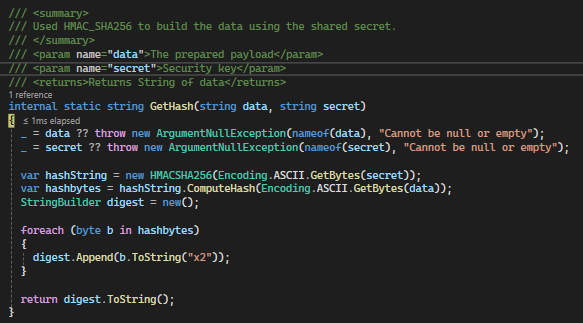 /// <summary>
/// Used HMAC_SHA256 to build the data using the shared secret.
/// </summary>
/// <param name="data">The prepared payload</param>
/// <param name="secret">Security key</param>
/// <returns>Returns String of data</returns>
1 reference
internal static string GetHash(string data, string secret)
{ ≤ 1ms elapsed
_ = data ?? throw new ArgumentNullException(nameof(data), "Cannot be null or empty");
_ = secret ?? throw new ArgumentNullException(nameof(secret), "Cannot be null or empty");
var hashString = new HMACSHA256(Encoding.ASCII.GetBytes(secret));
var hashbytes = hashString.ComputeHash(Encoding.ASCII.GetBytes(data));
StringBuilder digest = new();
foreach (byte b in hashbytes)
{
digest.Append(b.ToString("x2"));
}
return digest.ToString();
}